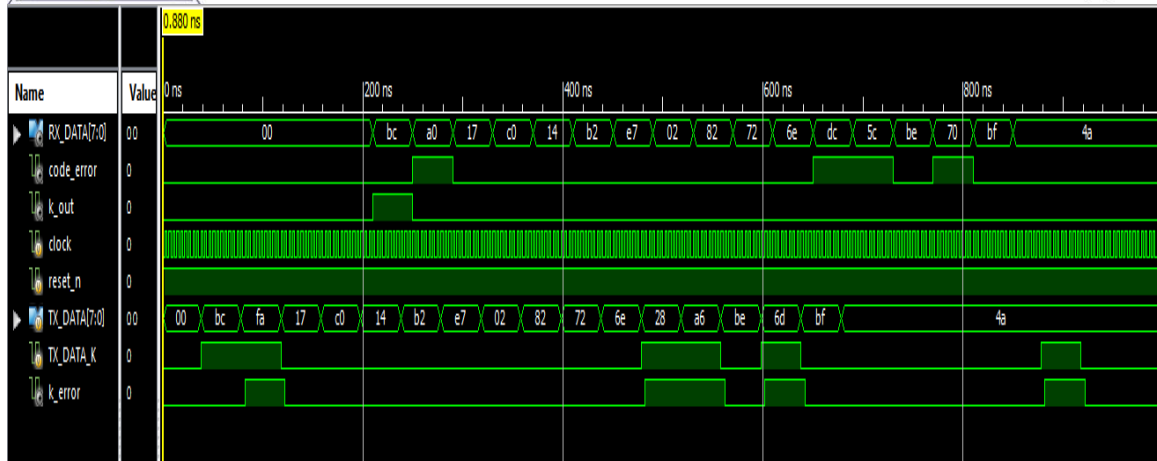 0.880 ns
Name Value 0 ns 200 ns 400 ns 600 ns 800 ns
RX_DATA[7:0] 00 00 bc a0 17 c0 14 b2 e7 02 82 72 6e dc 5c be 70 bf 4a
code_error 0
k_out 0
clock 0
reset_n 0
TX_DATA[7:0] 00 00 bc fa 17 c0 14 b2 e7 02 82 72 6e 28 a6 be 6d bf 4a
TX_DATA_K 0
k_error 0